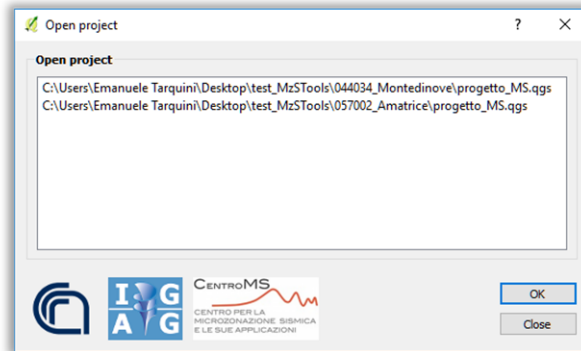 Open project
?
Open project
C:\Users\Emanuele Tarquini\Desktop\test_MzSTools\044034_Montedinove\progetto_MS.qgs
C:\Users\Emanuele Tarquini\Desktop\test_MzSTools\057002_Amatrice\progetto_MS.qgs
I G
A G
CENTROMS
CENTRO PER LA
MICROZONAZIONE SISMICA
E LE SUE APPLICAZIONI
OK
Close